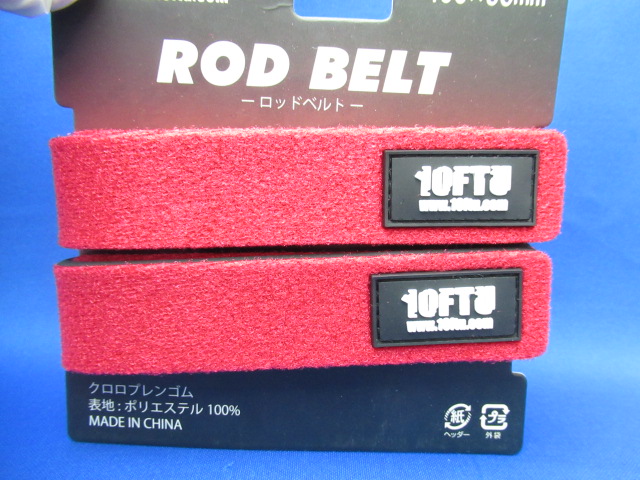 ROD BELT
ーロッドベルトー
10FTU
www.10ftu.com
10FTU
www.10ftu.com
クロロプレンゴム
表地:ポリエステル 100%
MADE IN CHINA
紙
ヘッダー
プラ
外袋